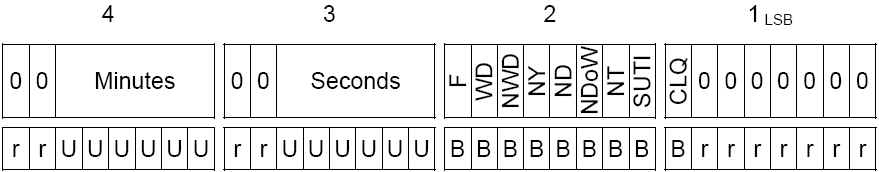 4 3 2 1 LSB
0 0 Minutes 0 0 Seconds F WD NWD NY ND NDoW NT SUTI CLQ 0 0 0 0 0 0 0
r r U U U U U U r r U U U U U U B B B B B B B B B r r r r r r r